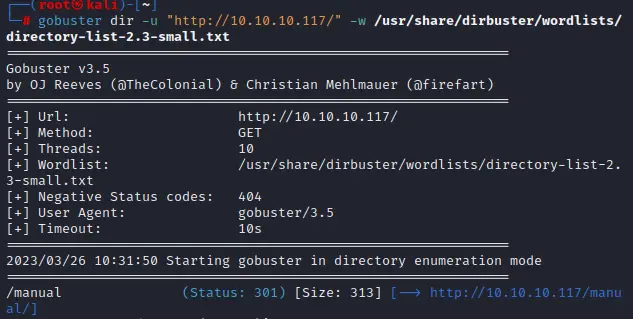 ┌──(root㉿kali)-[~]
└─# gobuster dir -u "http://10.10.10.117/" -w /usr/share/dirbuster/wordlists/
directory-list-2.3-small.txt
===============================================================
Gobuster v3.5
by OJ Reeves (@TheColonial) & Christian Mehlmauer (@firefart)
===============================================================
[+] Url:                     http://10.10.10.117/
[+] Method:                  GET
[+] Threads:                 10
[+] Wordlist:                /usr/share/dirbuster/wordlists/directory-list-2.
3-small.txt
[+] Negative Status codes:   404
[+] User Agent:              gobuster/3.5
[+] Timeout:                 10s
===============================================================
2023/03/26 10:31:50 Starting gobuster in directory enumeration mode
===============================================================
/manual               (Status: 301) [Size: 313] [--> http://10.10.10.117/manu
al/]